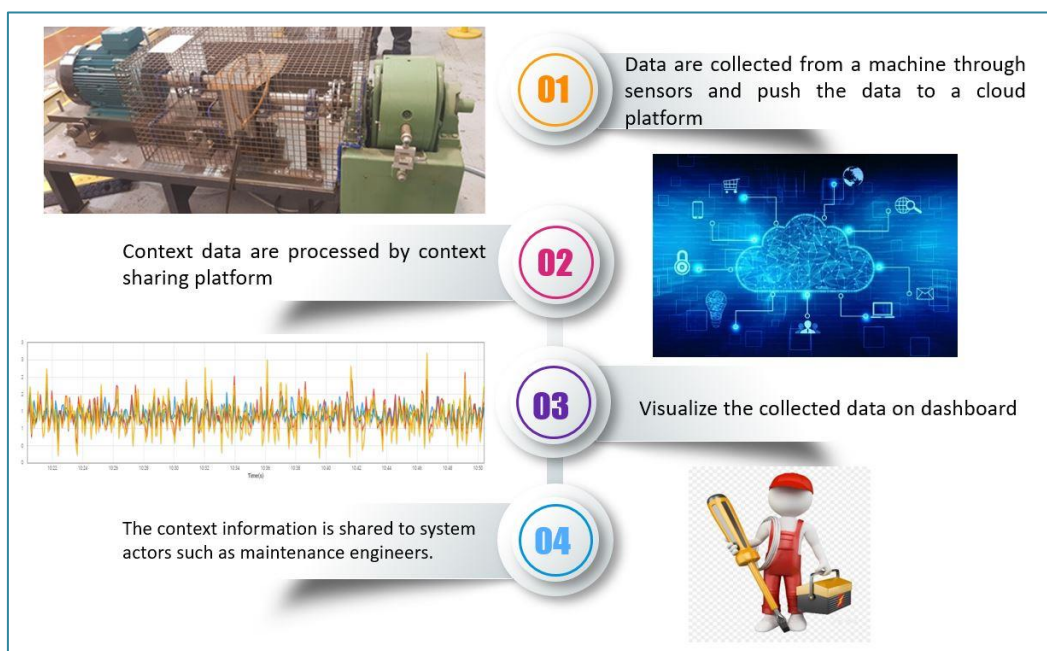 01
Data are collected from a machine through
sensors and push the data to a cloud
platform
Context data are processed by context
sharing platform
02
03
Visualize the collected data on dashboard
Time(s)
The context information is shared to system
actors such as maintenance engineers.
04